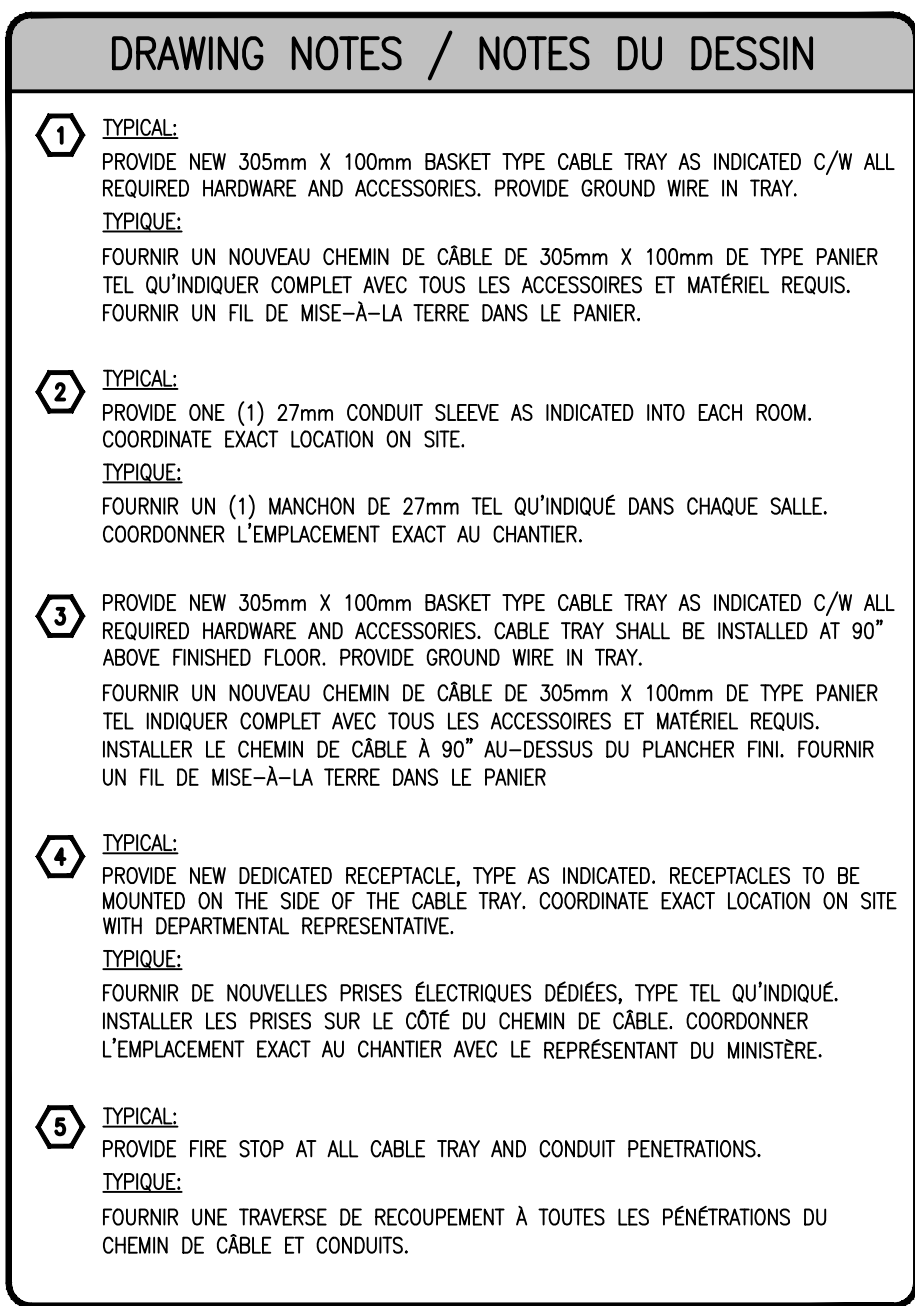 DRAWING NOTES / NOTES DU DESSIN
1
TYPICAL:
PROVIDE NEW 305mm X 100mm BASKET TYPE CABLE TRAY AS INDICATED C/W ALL
REQUIRED HARDWARE AND ACCESSORIES. PROVIDE GROUND WIRE IN TRAY.
TYPIQUE:
FOURNIR UN NOUVEAU CHEMIN DE CÂBLE DE 305mm X 100mm DE TYPE PANIER
TEL QU'INDIQUER COMPLET AVEC TOUS LES ACCESSOIRES ET MATÉRIEL REQUIS.
FOURNIR UN FIL DE MISE-À-LA TERRE DANS LE PANIER.
2
TYPICAL:
PROVIDE ONE (1) 27mm CONDUIT SLEEVE AS INDICATED INTO EACH ROOM.
COORDINATE EXACT LOCATION ON SITE.
TYPIQUE:
FOURNIR UN (1) MANCHON DE 27mm TEL QU'INDIQUÉ DANS CHAQUE SALLE.
COORDONNER L'EMPLACEMENT EXACT AU CHANTIER.
3
PROVIDE NEW 305mm X 100mm BASKET TYPE CABLE TRAY AS INDICATED C/W ALL
REQUIRED HARDWARE AND ACCESSORIES. CABLE TRAY SHALL BE INSTALLED AT 90"
ABOVE FINISHED FLOOR. PROVIDE GROUND WIRE IN TRAY.
FOURNIR UN NOUVEAU CHEMIN DE CÂBLE DE 305mm X 100mm DE TYPE PANIER
TEL INDIQUER COMPLET AVEC TOUS LES ACCESSOIRES ET MATÉRIEL REQUIS.
INSTALLER LE CHEMIN DE CÂBLE À 90" AU-DESSUS DU PLANCHER FINI. FOURNIR
UN FIL DE MISE-À-LA TERRE DANS LE PANIER
4
TYPICAL:
PROVIDE NEW DEDICATED RECEPTACLE, TYPE AS INDICATED. RECEPTACLES TO BE
MOUNTED ON THE SIDE OF THE CABLE TRAY. COORDINATE EXACT LOCATION ON SITE
WITH DEPARTMENTAL REPRESENTATIVE.
TYPIQUE:
FOURNIR DE NOUVELLES PRISES ÉLECTRIQUES DÉDIÉES, TYPE TEL QU'INDIQUÉ.
INSTALLER LES PRISES SUR LE CÔTÉ DU CHEMIN DE CÂBLE. COORDONNER
L'EMPLACEMENT EXACT AU CHANTIER AVEC LE REPRÉSENTANT DU MINISTÈRE.
5
TYPICAL:
PROVIDE FIRE STOP AT ALL CABLE TRAY AND CONDUIT PENETRATIONS.
TYPIQUE:
FOURNIR UNE TRAVERSE DE RECOUPEMENT À TOUTES LES PÉNÉTRATIONS DU
CHEMIN DE CÂBLE ET CONDUITS.